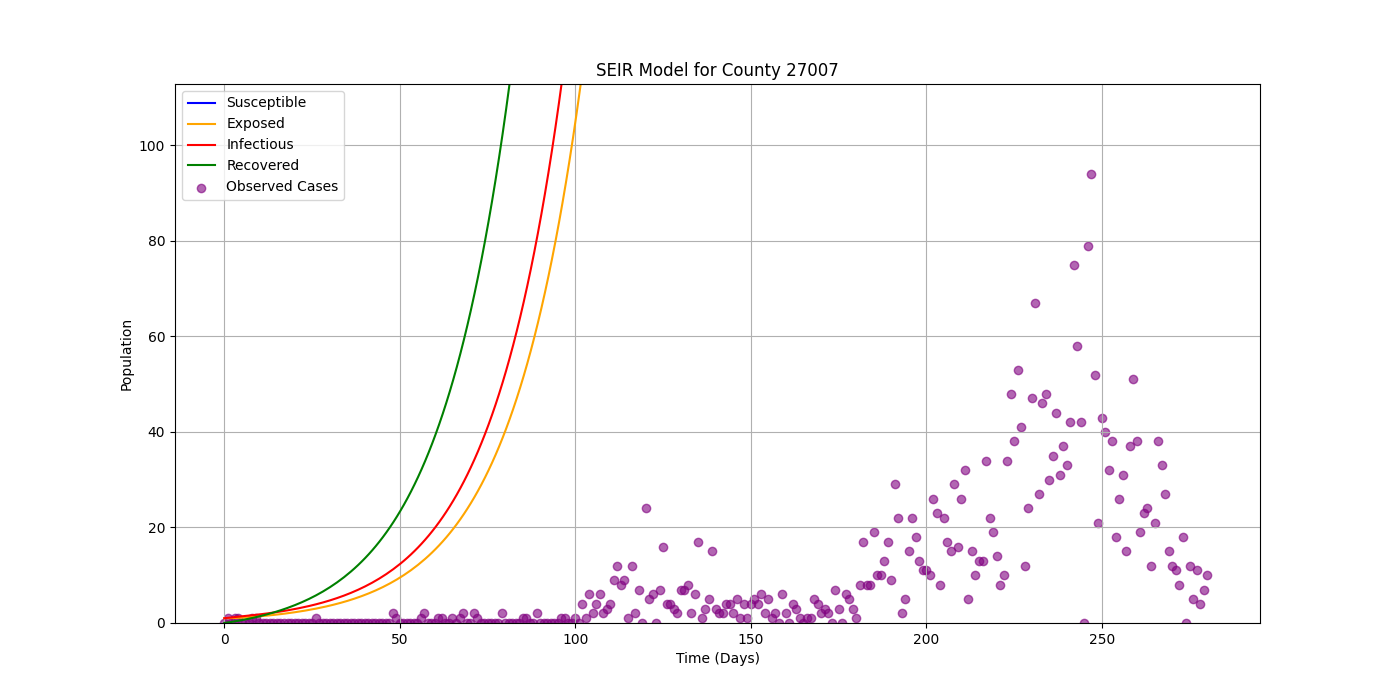 SEIR Model for County 27007
Susceptible
Exposed
Infectious
Recovered
Observed Cases
Population
100
80
60
40
20
0
0 50 100 150 200 250
Time (Days)